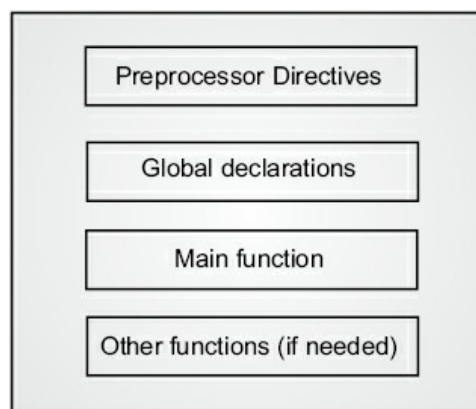 Preprocessor Directives
Global declarations
Main function
Other functions (if needed)